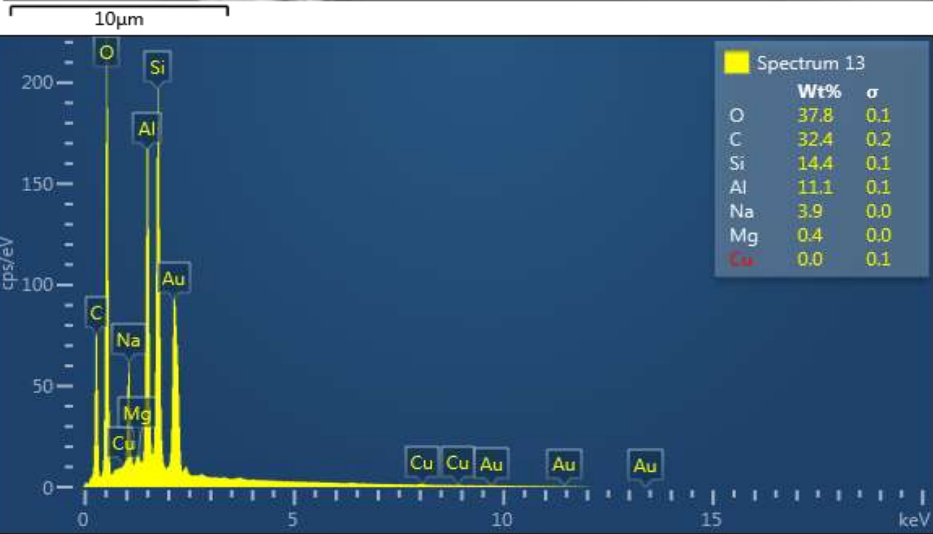 10µm
cps/eV
200
150
100
50
0
O
Si
Al
Au
C
Na
Mg
Cu
Cu
Cu
Au
Au
Au
0
5
10
15
keV
Spectrum 13
Wt% σ
O 37.8 0.1
C 32.4 0.2
Si 14.4 0.1
Al 11.1 0.1
Na 3.9 0.0
Mg 0.4 0.0
Cu 0.0 0.1